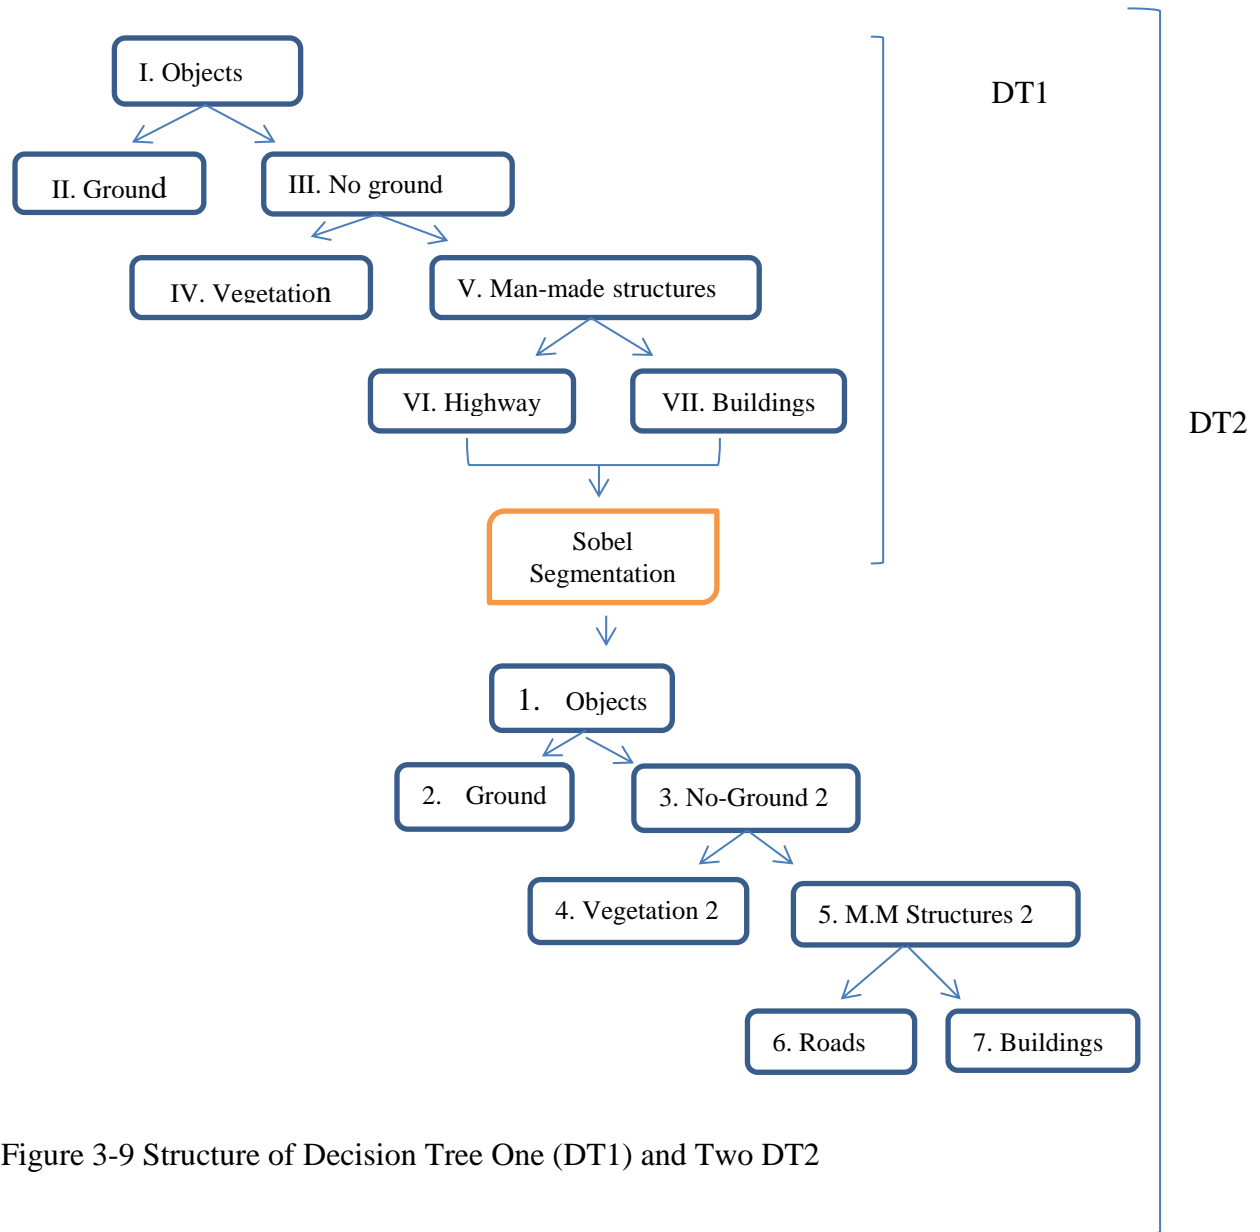 I. Objects
DT1
II. Ground
III. No ground
IV. Vegetation
V. Man-made structures
VI. Highway
VII. Buildings
DT2
Sobel
Segmentation
1. Objects
2. Ground
3. No-Ground 2
4. Vegetation 2
5. M.M Structures 2
6. Roads
7. Buildings
Figure 3-9 Structure of Decision Tree One (DT1) and Two DT2